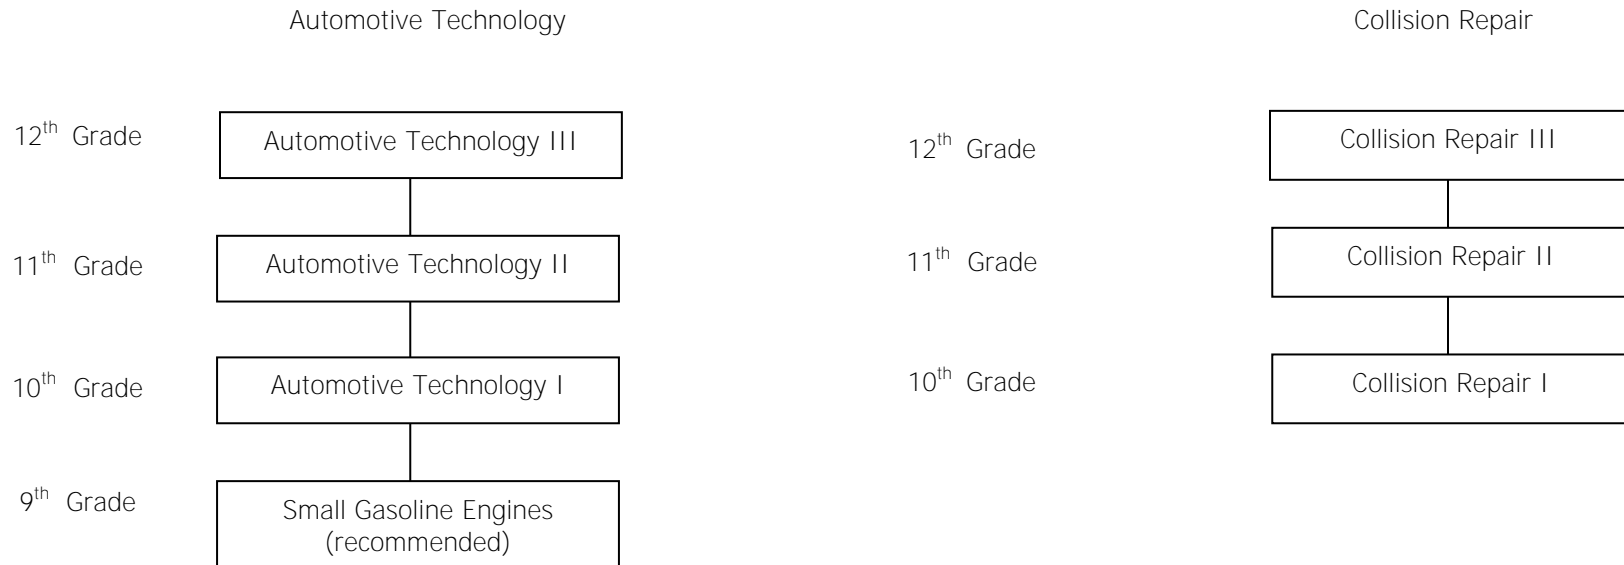 Automotive Technology
12th Grade
Automotive Technology III
11th Grade
Automotive Technology II
10th Grade
Automotive Technology I
9th Grade
Small Gasoline Engines
(recommended)
Collision Repair
12th Grade
Collision Repair III
11th Grade
Collision Repair II
10th Grade
Collision Repair I